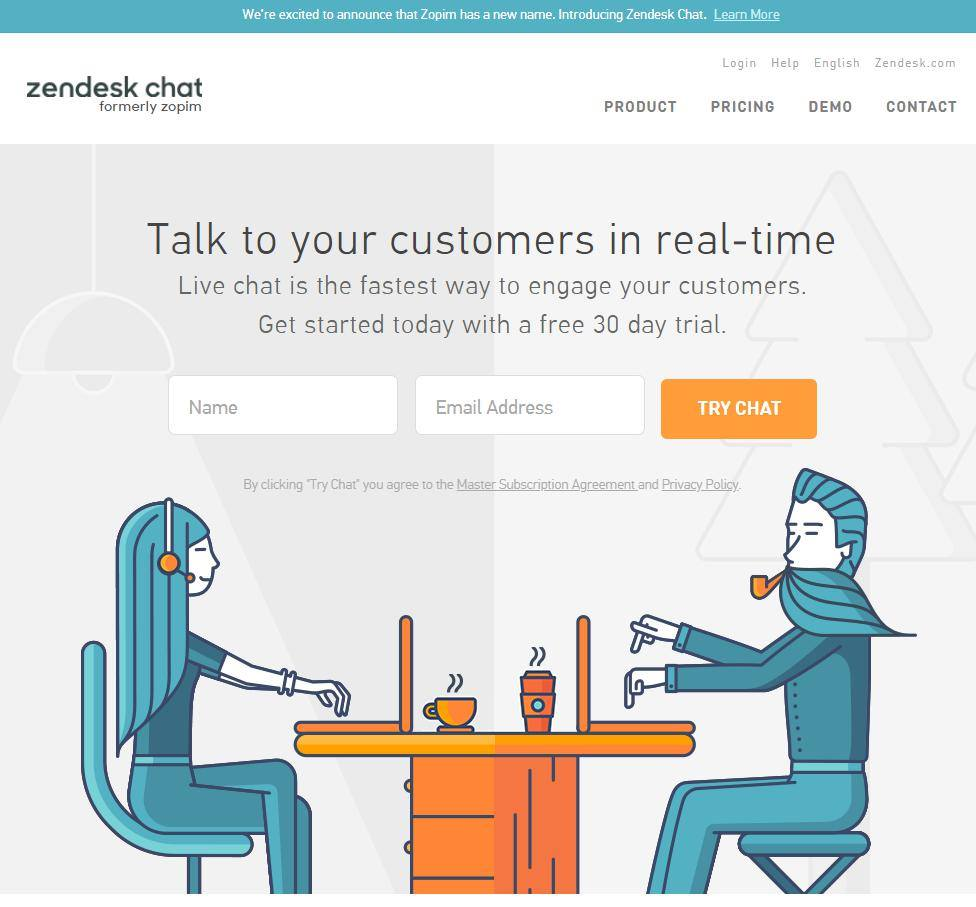 We're excited to announce that Zopim has a new name. Introducing Zendesk Chat. Learn More
Login Help English Zendesk.com
zendesk chat
formerly zopim
PRODUCT PRICING DEMO CONTACT
Talk to your customers in real-time
Live chat is the fastest way to engage your customers.
Get started today with a free 30 day trial.
Name Email Address TRY CHAT
By clicking "Try Chat" you agree to the Master Subscription Agreement and Privacy Policy.